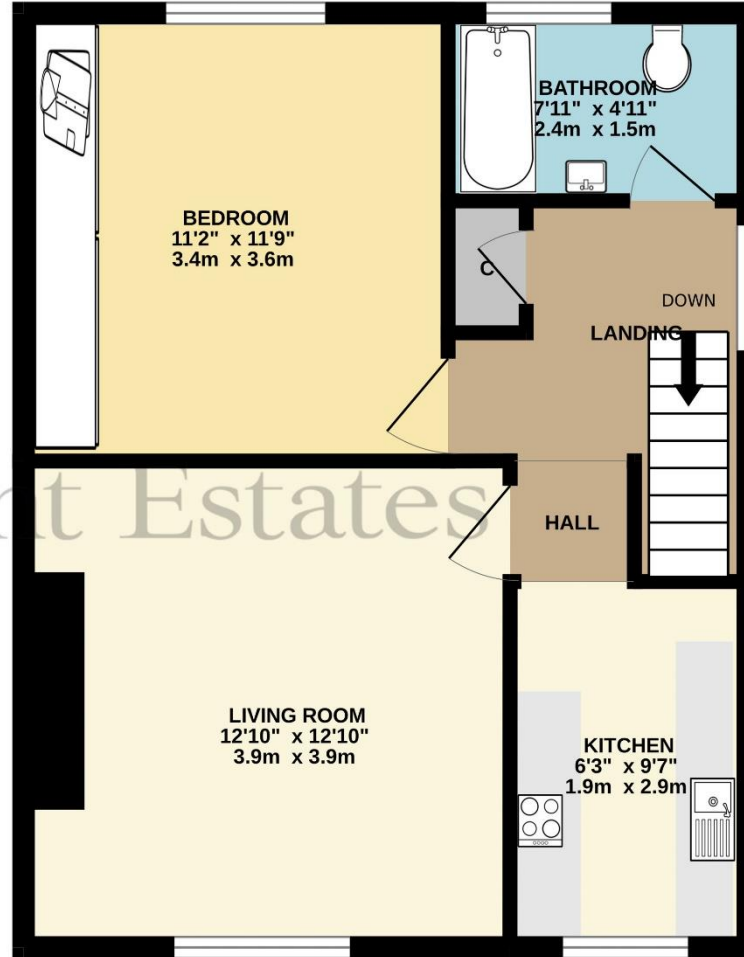 BATHROOM
7'11" x 4'11"
2.4m x 1.5m
BEDROOM
11'2" x 11'9"
3.4m x 3.6m
C
DOWN
LANDING
Estates
HALL
LIVING ROOM
12'10" x 12'10"
3.9m x 3.9m
KITCHEN
6'3" x 9'7"
1.9m x 2.9m